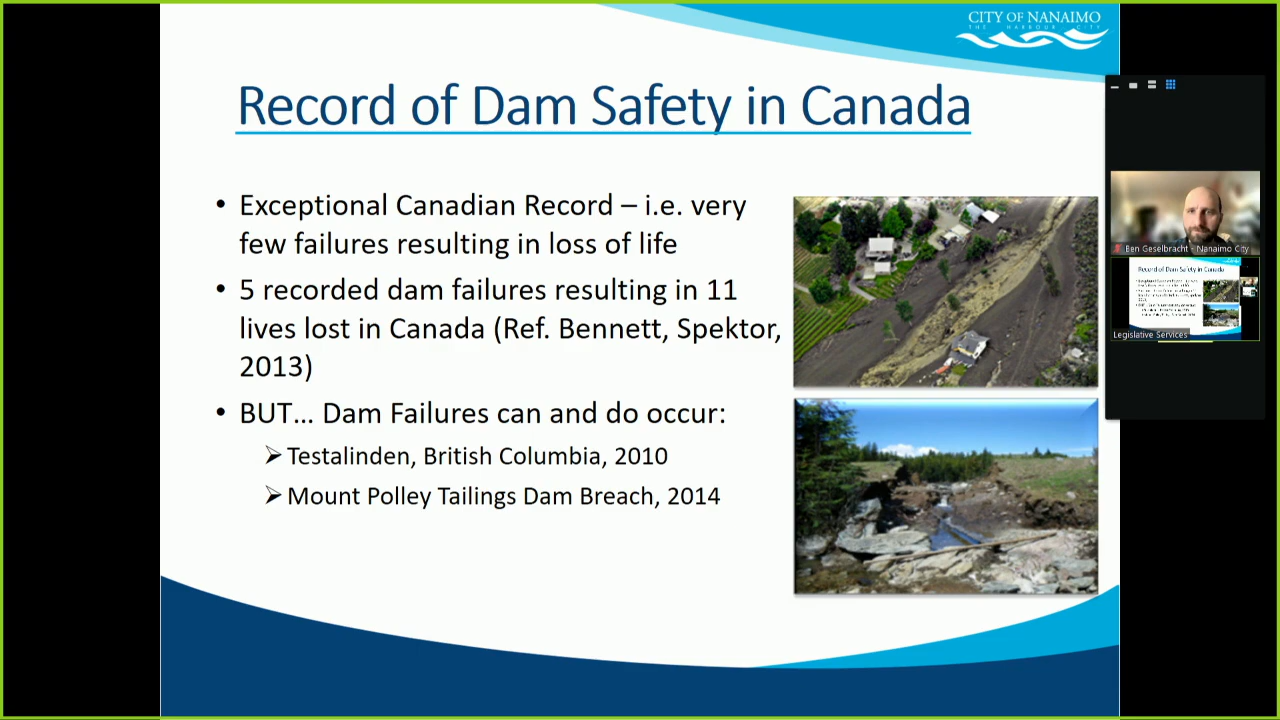 CITY OF NANAIMO
THE HARBOUR CITY
Record of Dam Safety in Canada
• Exceptional Canadian Record – i.e. very
few failures resulting in loss of life
• 5 recorded dam failures resulting in 11
lives lost in Canada (Ref. Bennett, Spektor,
2013)
• BUT... Dam Failures can and do occur:
➢ Testalinden, British Columbia, 2010
➢ Mount Polley Tailings Dam Breach, 2014
Ben Geselbracht - Nanaimo City
Record of Dam Safety in Canada
Legislative Services